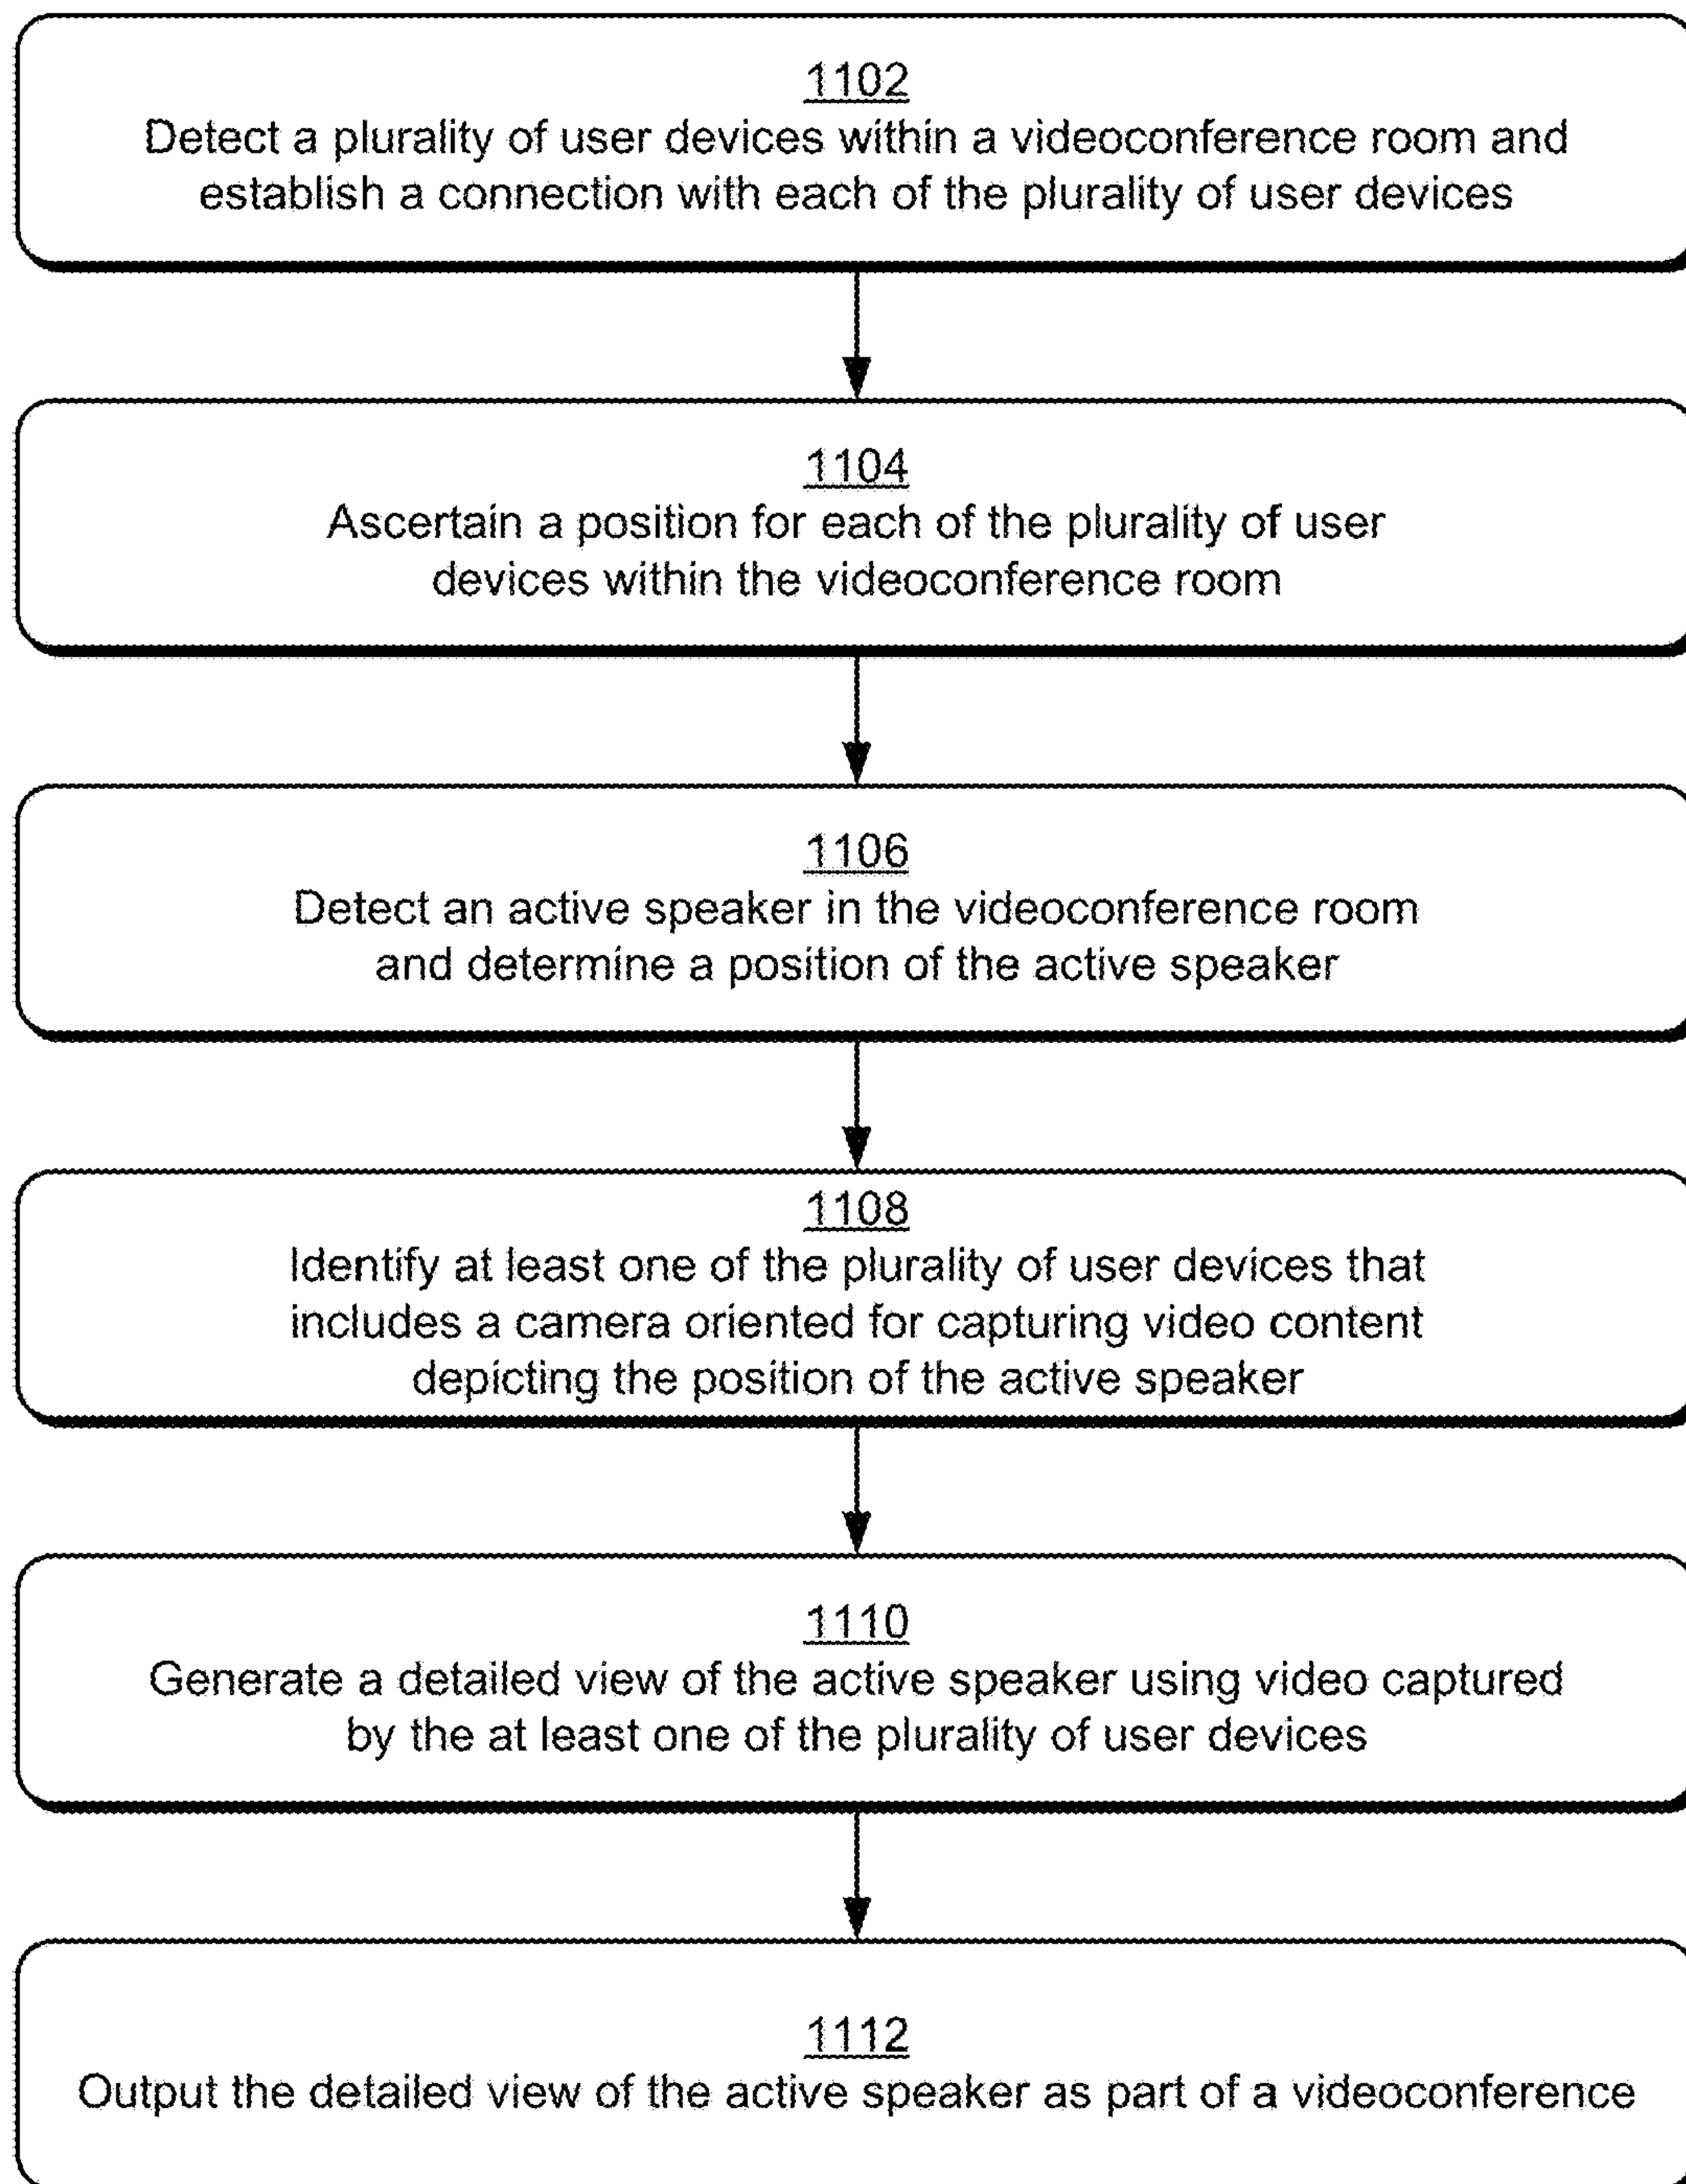 1102
Detect a plurality of user devices within a videoconference room and
establish a connection with each of the plurality of user devices
1104
Ascertain a position for each of the plurality of user
devices within the videoconference room
1106
Detect an active speaker in the videoconference room
and determine a position of the active speaker
1108
Identify at least one of the plurality of user devices that
includes a camera oriented for capturing video content
depicting the position of the active speaker
1110
Generate a detailed view of the active speaker using video captured
by the at least one of the plurality of user devices
1112
Output the detailed view of the active speaker as part of a videoconference